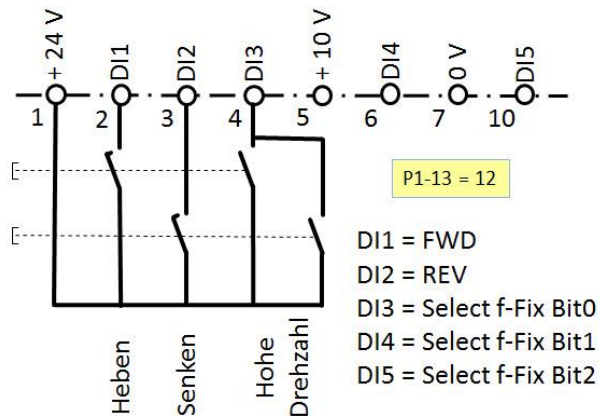 + 24 V
DI1
DI2
DI3
+ 10 V
DI4
0 V
DI5
1
2
3
4
5
6
7
10
P1-13 = 12
DI1 = FWD
DI2 = REV
DI3 = Select f-Fix Bit0
DI4 = Select f-Fix Bit1
DI5 = Select f-Fix Bit2
Heben
Senken
Hohe
Drehzahl